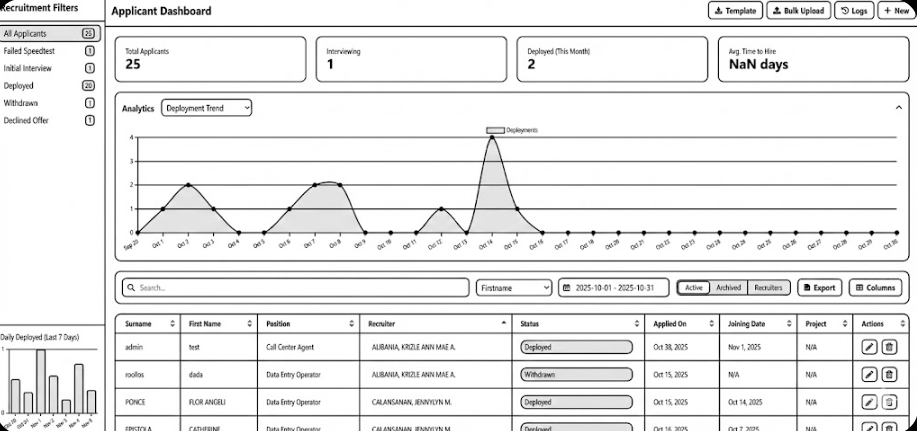 Recruitment Filters
All Applicants 25
Failed Speedtest 1
Initial Interview 1
Deployed 20
Withdrawn 1
Declined Offer 1
Daily Deployed (Last 7 Days)
1
0
Applicant Dashboard
Template Bulk Upload Logs + New
Total Applicants
25
Interviewing
1
Deployed (This Month)
2
Avg. Time to Hire
NaN days
Analytics Deployment Trend
Deployments
4
3
2
1
0
Oct 1 Oct 2 Oct 3 Oct 4 Oct 5 Oct 6 Oct 7 Oct 8 Oct 9 Oct 10 Oct 11 Oct 12 Oct 13 Oct 14 Oct 15 Oct 16 Oct 17 Oct 18 Oct 19 Oct 20 Oct 21 Oct 22 Oct 23 Oct 24 Oct 25 Oct 26 Oct 27 Oct 28 Oct 29 Oct 30
Search... Firstname 2025-10-01 - 2025-10-31 Active Archived Recruiters Export Columns
Surname First Name Position Recruiter Status Applied On Joining Date Project Actions
admin test Call Center Agent ALIBANIA, KRIZLE ANN MAE A. Deployed Oct 38, 2025 Nov 1, 2025 N/A
roolos dada Data Entry Operator ALIBANIA, KRIZLE ANN MAE A. Withdrawn Oct 15, 2025 N/A N/A
PONCE FLOR ANGELI Data Entry Operator CALANSANAN, JENNYLYN M. Deployed Oct 15, 2025 Oct 14, 2025 N/A
EPISTOLA CATHERINE Data Entry Operator CALANSANAN, JENNYLYN M. Deployed Oct 16, 2025 Oct 7, 2025 N/A